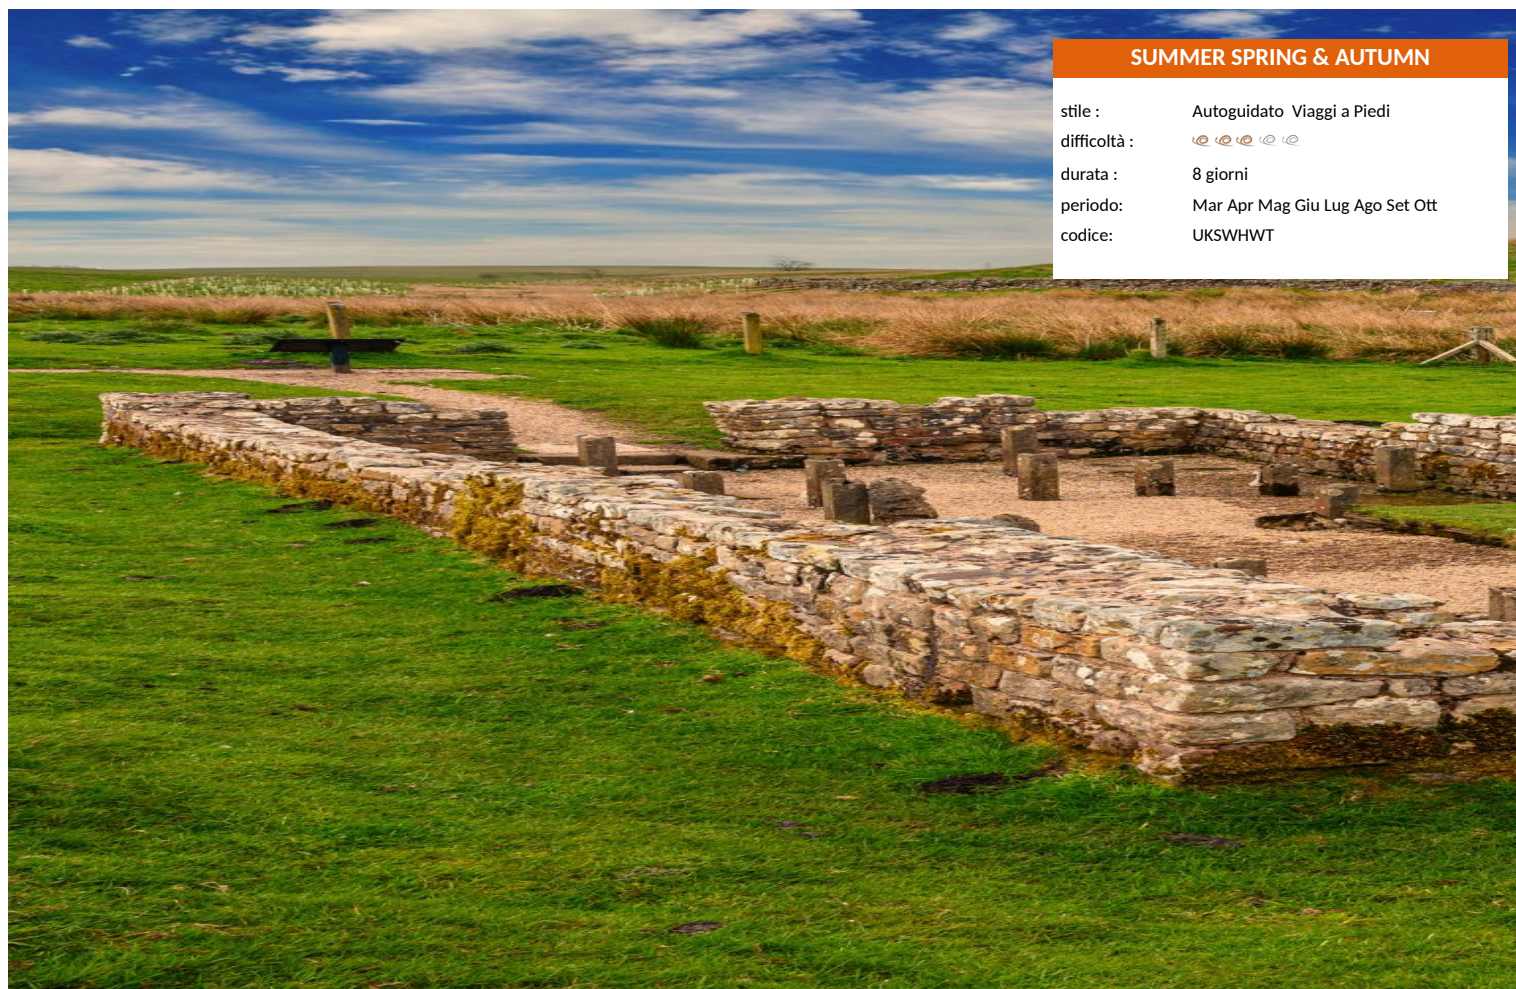 SUMMER SPRING & AUTUMN
stile : Autoguidato Viaggi a Piedi
difficoltà :
durata : 8 giorni
periodo: Mar Apr Mag Giu Lug Ago Set Ott
codice: UKSWHWT